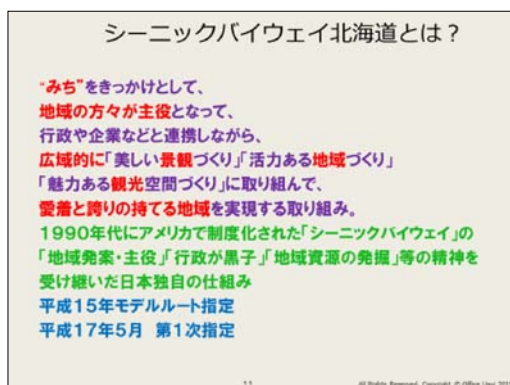 シーニックバイウェイ北海道とは？
“みち”をきっかけとして、
地域の方々が主役となって、
行政や企業などと連携しながら、
広域的に「美しい景観づくり」「活力ある地域づくり」
「魅力ある観光空間づくり」に取り組んで、
愛着と誇りの持てる地域を実現する取り組み。
1990年代にアメリカで制度化された「シーニックバイウェイ」の
「地域発案・主役」「行政が黒子」「地域資源の発掘」等の精神を
受け継いだ日本独自の仕組み
平成15年モデルルート指定
平成17年5月 第1次指定
All Rights Reserved, Copyright © Office